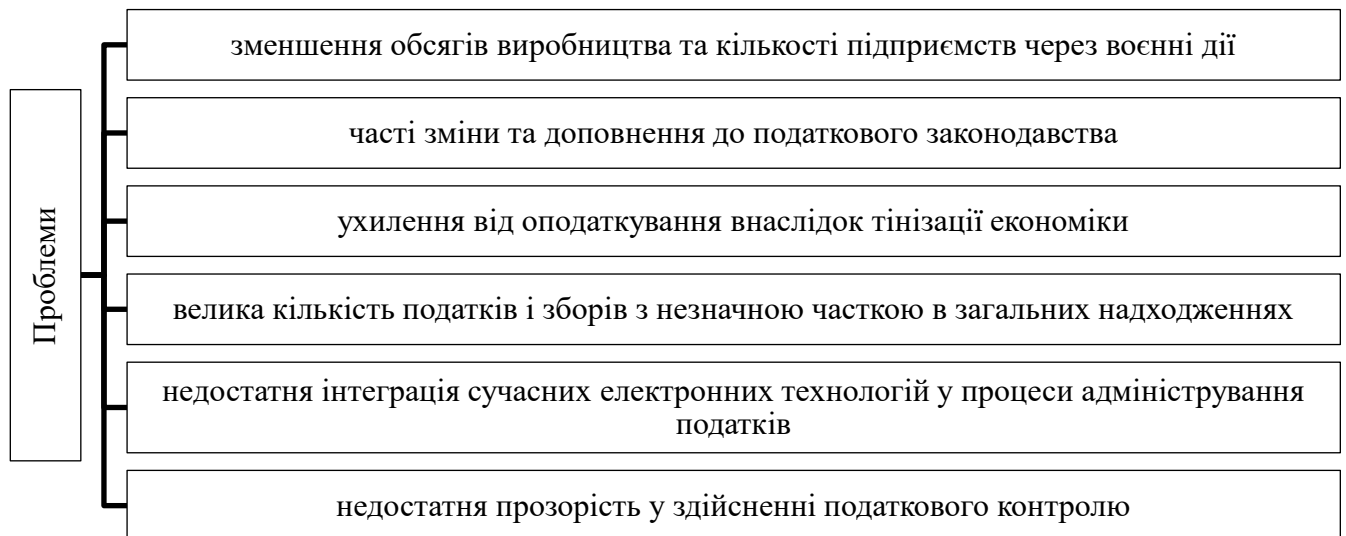 Проблеми
зменшення обсягів виробництва та кількості підприємств через воєнні дії
часті зміни та доповнення до податкового законодавства
ухилення від оподаткування внаслідок тінізації економіки
велика кількість податків і зборів з незначною часткою в загальних надходженнях
недостатня інтеграція сучасних електронних технологій у процеси адміністрування
податків
недостатня прозорість у здійсненні податкового контролю